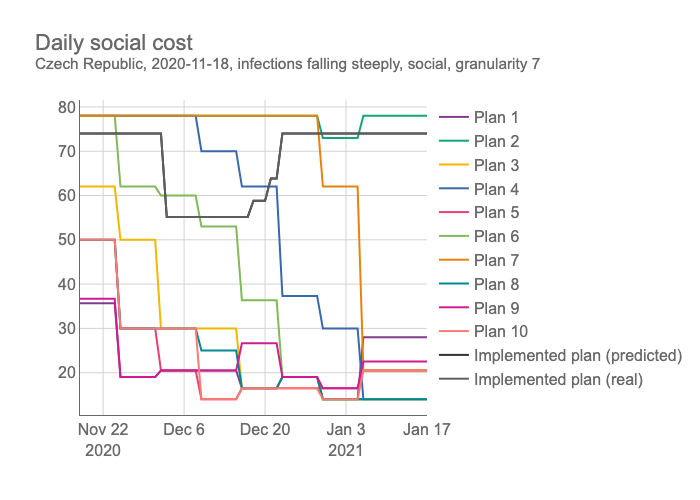 Daily social cost
Czech Republic, 2020-11-18, infections falling steeply, social, granularity 7
80
70
60
50
40
30
20
Nov 22
2020
Dec 6
Dec 20
Jan 3
2021
Jan 17
Plan 1
Plan 2
Plan 3
Plan 4
Plan 5
Plan 6
Plan 7
Plan 8
Plan 9
Plan 10
Implemented plan (predicted)
Implemented plan (real)